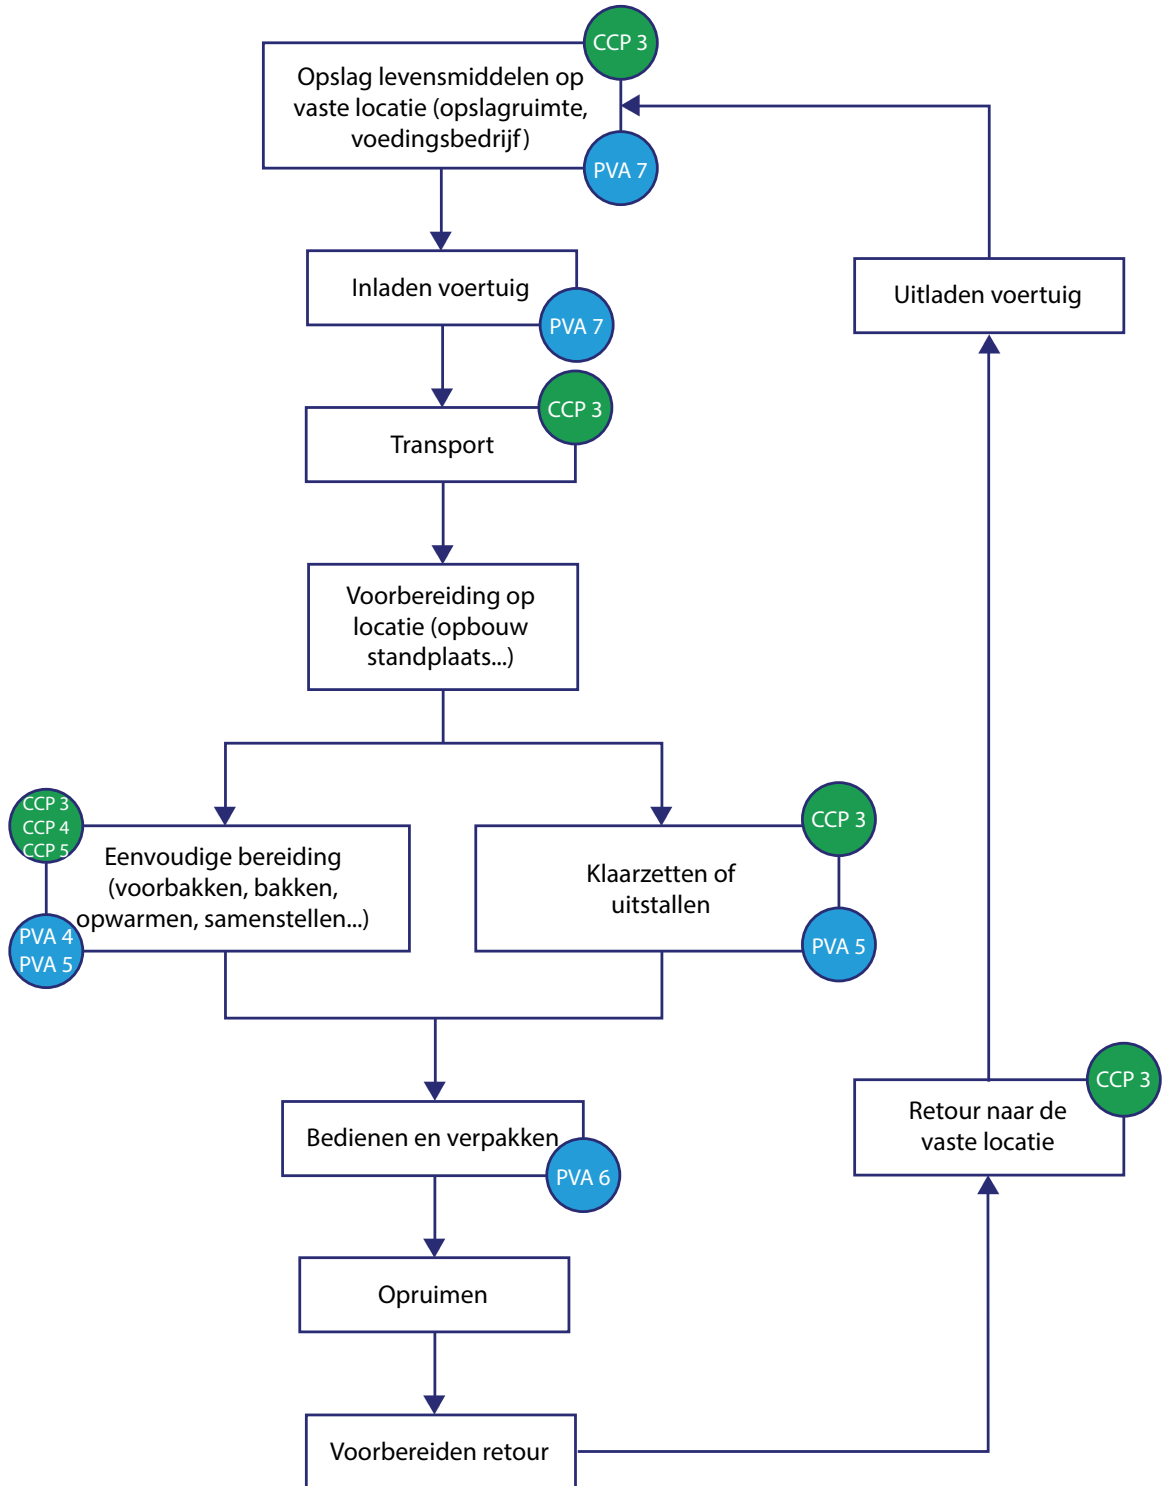 CCP 3
Opslag levensmiddelen op
vaste locatie (opslagruimte,
voedingsbedrijf)
PVA 7
Inladen voertuig
PVA 7
Uitladen voertuig
CCP 3
Transport
Voorbereiding op
locatie (opbouw
standplaats...)
CCP 3
CCP 4
CCP 5
Eenvoudige bereiding
(voorbakken, bakken,
opwarmen, samenstellen...)
PVA 4
PVA 5
CCP 3
Klaarzetten of
uitstallen
PVA 5
Bedienen en verpakken
PVA 6
CCP 3
Retour naar de
vaste locatie
Opruimen
Voorbereiden retour